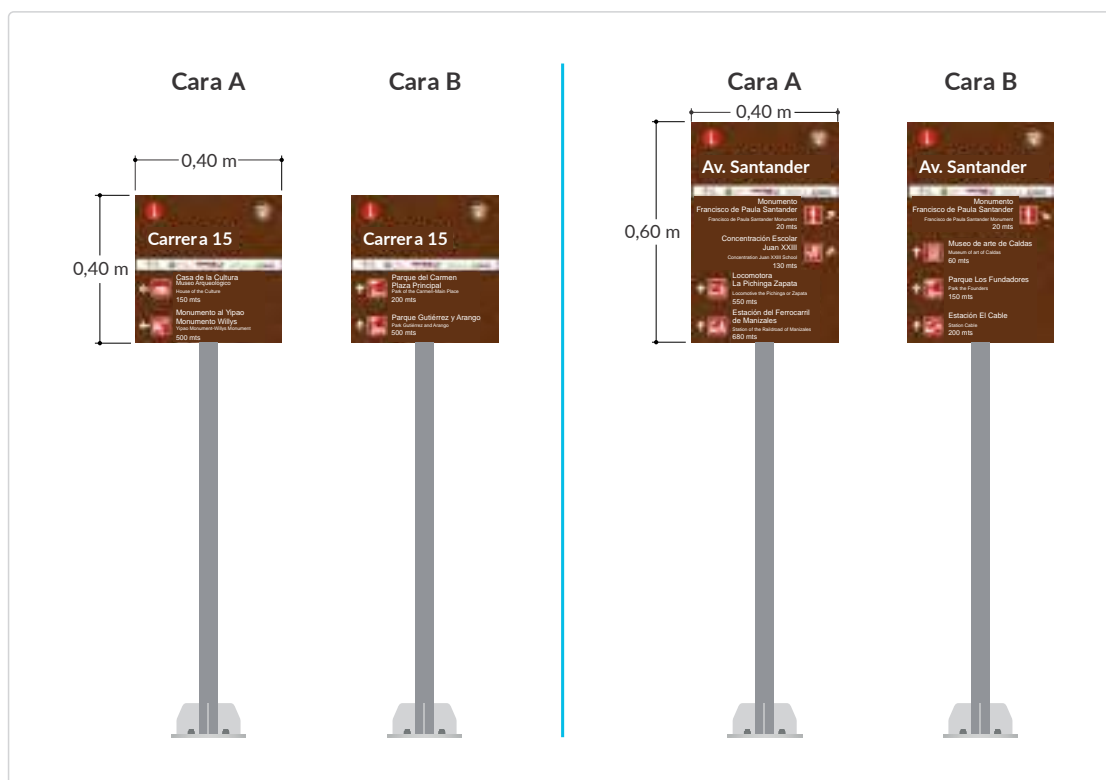 Cara A
0,40 m
0,40 m
Carrera 15
Casa de la Cultura
Museo Arqueológico
House of the Culture
150 mts
Monumento al Yipao
Monumento Willys
Yipao Monument-Willys Monument
500 mts
Cara B
Carrera 15
Parque del Carmen
Plaza Principal
Park of the Carmen-Main Place
200 mts
Parque Gutiérrez y Arango
Park Gutiérrez and Arango
500 mts
Cara A
0,40 m
0,60 m
Av. Santander
Monumento
Francisco de Paula Santander
Francisco de Paula Santander Monument
20 mts
Concentración Escolar
Juan XXIII
Concentration Juan XXIII School
130 mts
Locomotora
La Pichinga Zapata
Locomotive the Pichinga or Zapata
550 mts
Estación del Ferrocarril
de Manizales
Station of the Railstroad of Manizales
680 mts
Cara B
Av. Santander
Monumento
Francisco de Paula Santander
Francisco de Paula Santander Monument
20 mts
Museo de arte de Caldas
Museum of art of Caldas
60 mts
Parque Los Fundadores
Park the Founders
150 mts
Estación El Cable
Station Cable
200 mts